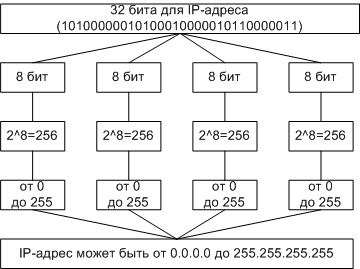 32 бита для IP-адреса
(10100000010100010000010110000011)
8 бит 8 бит 8 бит 8 бит
2^8=256 2^8=256 2^8=256 2^8=256
от 0 от 0 от 0 от 0
до 255 до 255 до 255 до 255
IP-адрес может быть от 0.0.0.0 до 255.255.255.255